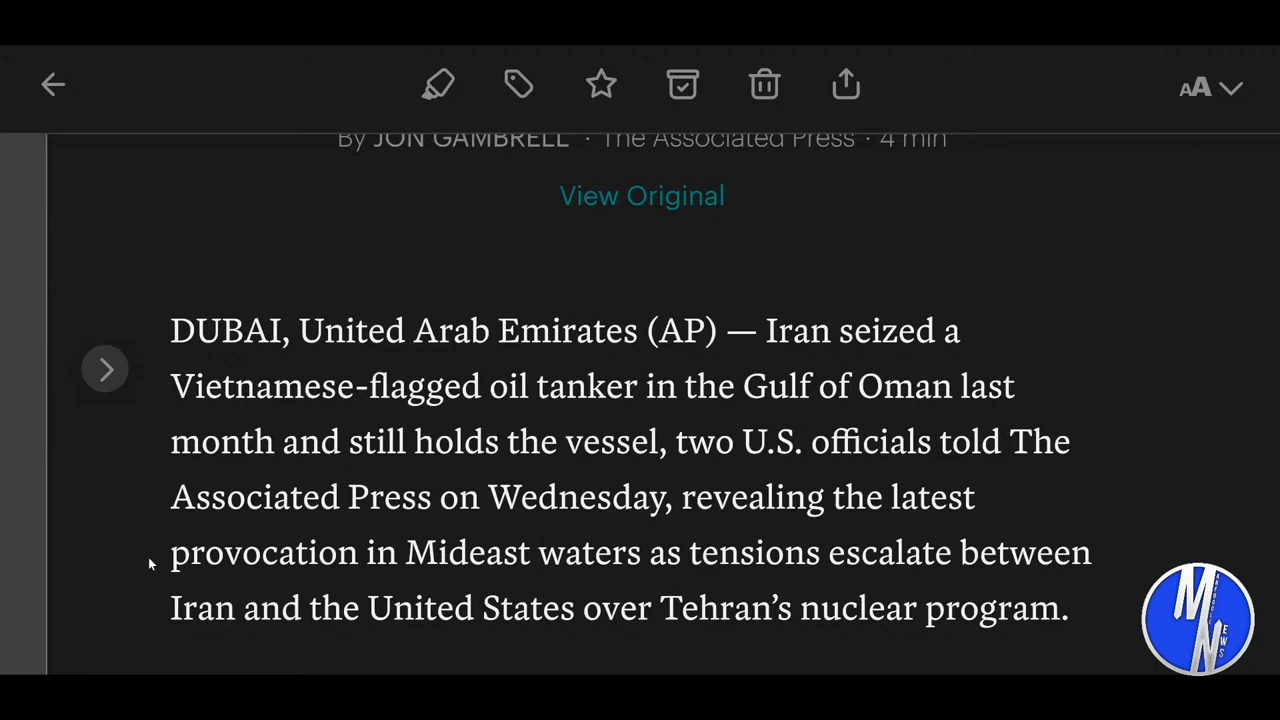 AA
By JON GAMBRELL · The Associated Press · 4 min
View Original
DUBAI, United Arab Emirates (AP) — Iran seized a
Vietnamese-flagged oil tanker in the Gulf of Oman last
month and still holds the vessel, two U.S. officials told The
Associated Press on Wednesday, revealing the latest
provocation in Mideast waters as tensions escalate between
Iran and the United States over Tehran’s nuclear program.
M
N
EWS